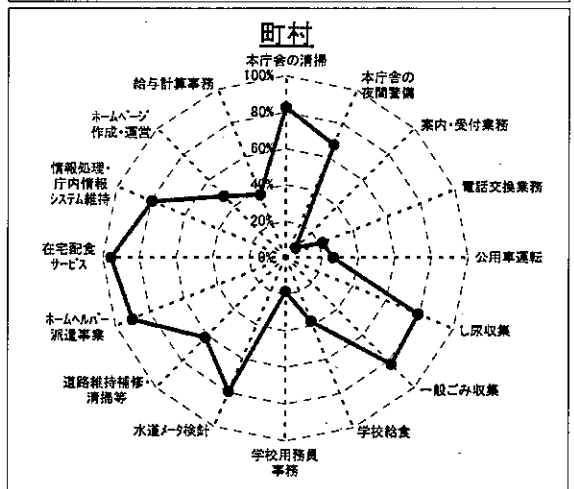 町村
本庁舎の清掃
100%
80%
60%
40%
20%
0%
本庁舎の
夜間警備
案内・受付業務
電話交換業務
公用車運転
し尿収集
一般ごみ収集
学校給食
学校用務員
事務
水道メータ検針
道路維持補修・
清掃等
ホームヘルパー
派遣事業
在宅配食
サービス
情報処理・
庁内情報
システム維持
ホームページ
作成・運営
給与計算事務